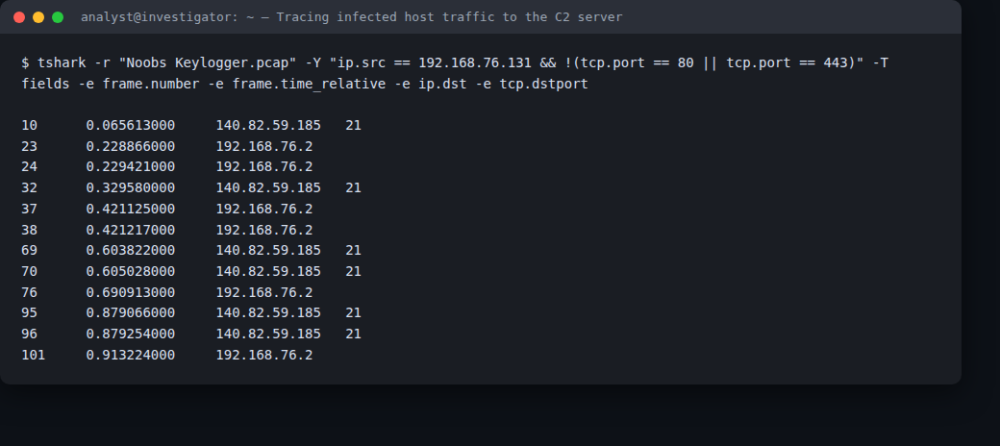 analyst@investigator: ~ — Tracing infected host traffic to the C2 server
$ tshark -r "Noobs Keylogger.pcap" -Y "ip.src == 192.168.76.131 && !(tcp.port == 80 || tcp.port == 443)" -T
fields -e frame.number -e frame.time_relative -e ip.dst -e tcp.dstport
10 0.065613000 140.82.59.185 21
23 0.228866000 192.168.76.2
24 0.229421000 192.168.76.2
32 0.329580000 140.82.59.185 21
37 0.421125000 192.168.76.2
38 0.421217000 192.168.76.2
69 0.603822000 140.82.59.185 21
70 0.605028000 140.82.59.185 21
76 0.690913000 192.168.76.2
95 0.879066000 140.82.59.185 21
96 0.879254000 140.82.59.185 21
101 0.913224000 192.168.76.2